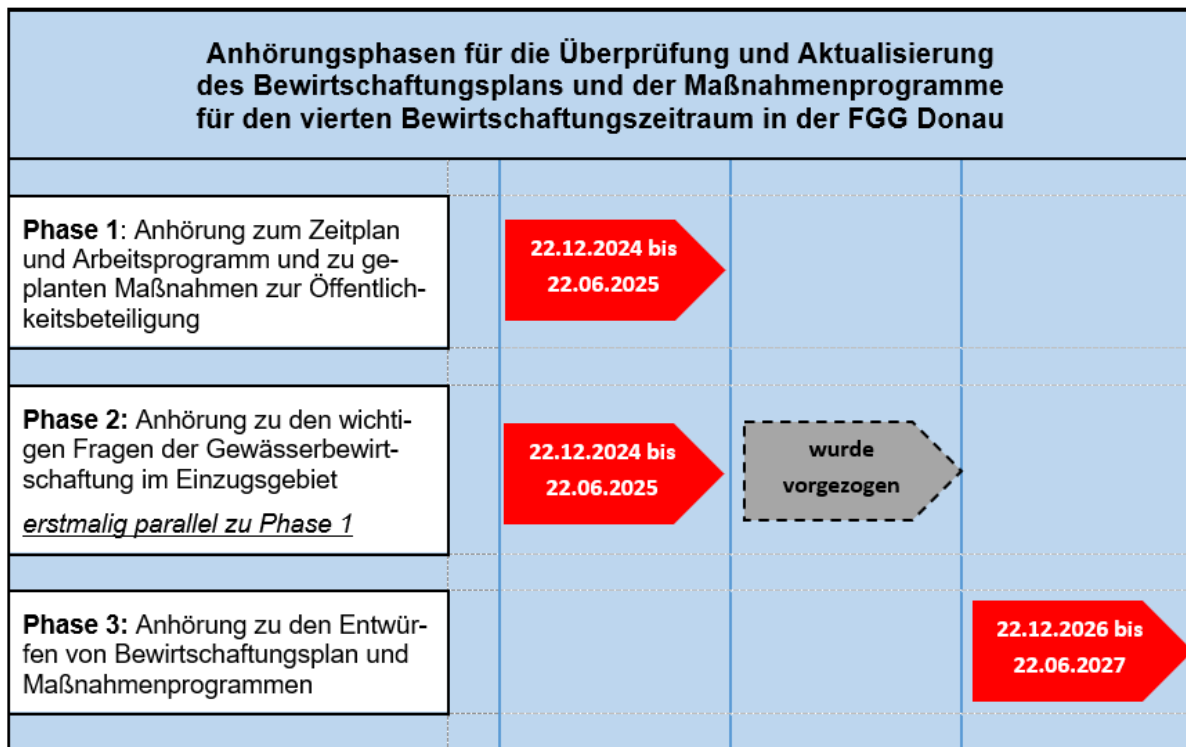 Anhörungsphasen für die Überprüfung und Aktualisierung
des Bewirtschaftungsplans und der Maßnahmenprogramme
für den vierten Bewirtschaftungszeitraum in der FGG Donau
Phase 1: Anhörung zum Zeitplan
und Arbeitsprogramm und zu ge-
planten Maßnahmen zur Öffentlich-
keitsbeteiligung
22.12.2024 bis
22.06.2025
Phase 2: Anhörung zu den wichti-
gen Fragen der Gewässerbewirt-
schaftung im Einzugsgebiet
erstmalig parallel zu Phase 1
22.12.2024 bis
22.06.2025
wurde
vorgezogen
Phase 3: Anhörung zu den Entwür-
fen von Bewirtschaftungsplan und
Maßnahmenprogrammen
22.12.2026 bis
22.06.2027